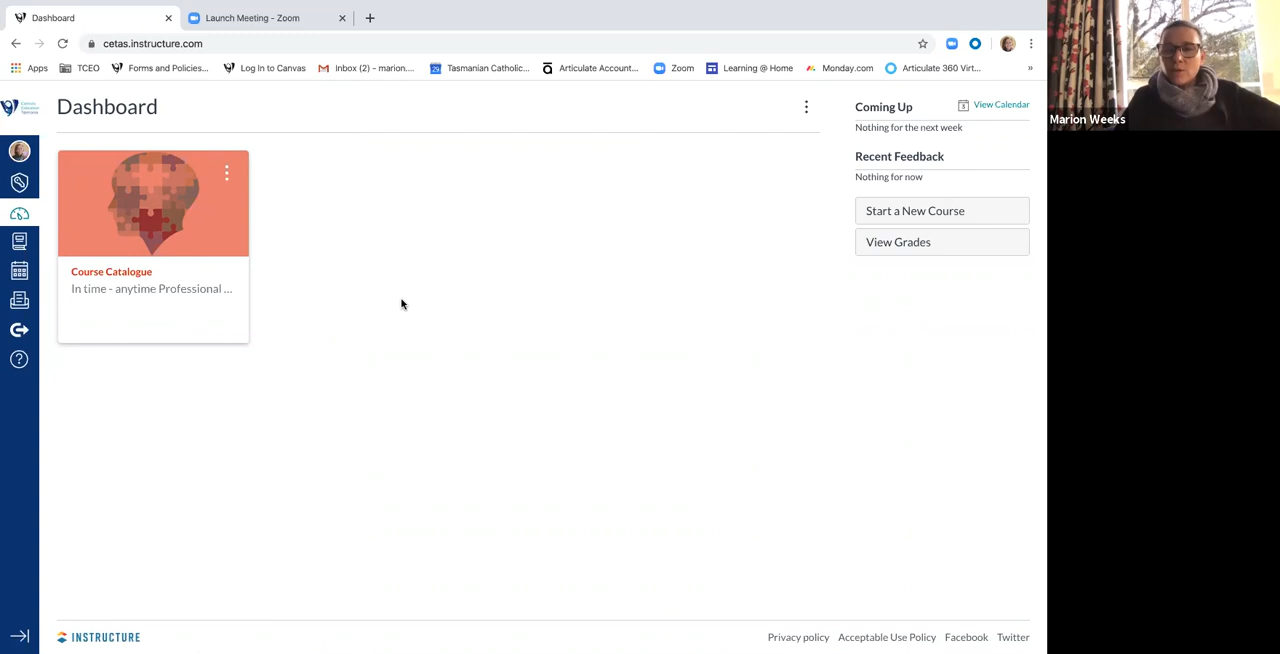 Dashboard
Launch Meeting - Zoom
cetas.instructure.com
Apps
TCEO
Forms and Policies...
Log In to Canvas
Inbox (2) – marion....
Tasmanian Catholic...
Articulate Account...
Zoom
Learning @ Home
Monday.com
Articulate 360 Virt...
»
Marion Weeks
Dashboard
Coming Up
View Calendar
Nothing for the next week
Recent Feedback
Nothing for now
Start a New Course
View Grades
Course Catalogue
In time - anytime Professional ...
INSTRUCTURE
Privacy policy
Acceptable Use Policy
Facebook
Twitter